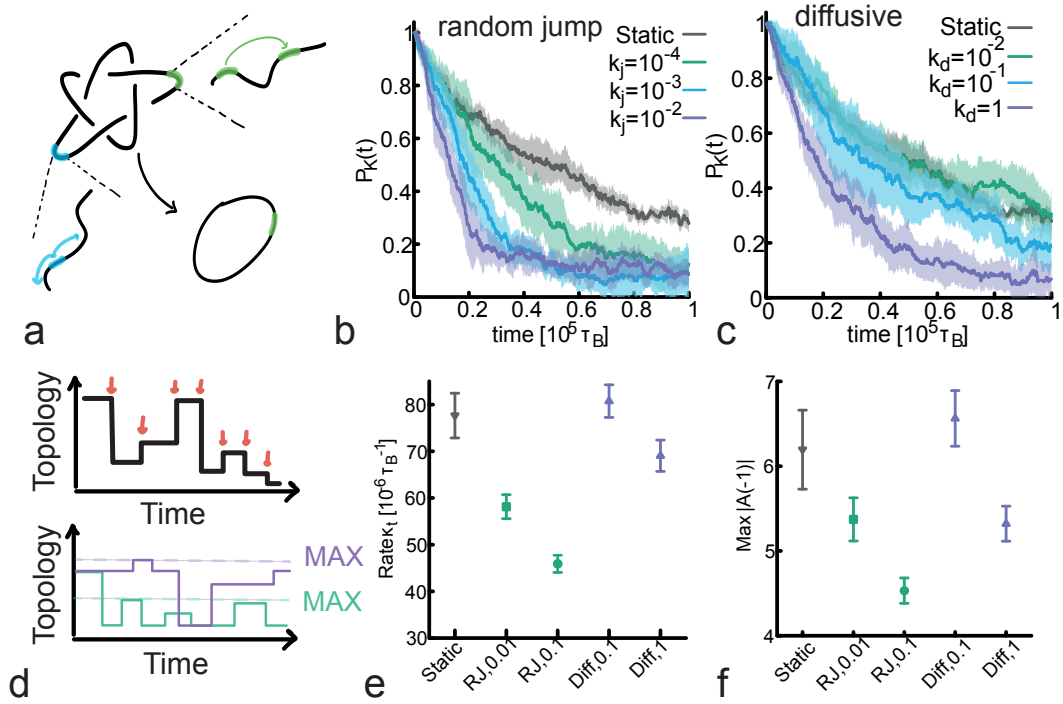 a
random jump
Static
k_j=10^-4
k_j=10^-3
k_j=10^-2
P_K(t)
1
0.8
0.6
0.4
0.2
0
0 0.2 0.4 0.6 0.8 1
time [10^5 τ_B]
b
diffusive
Static
k_d=10^-2
k_d=10^-1
k_d=1
P_K(t)
1
0.8
0.6
0.4
0.2
0
0 0.2 0.4 0.6 0.8 1
time [10^5 τ_B]
c
Topology
Time
Topology
MAX
MAX
Time
d
Rateκ_t [10^-6 τ_B^-1]
80
70
60
50
40
30
Static RJ,0.01 RJ,0.1 Diff,0.1 Diff,1
e
Max |A(-1)|
7
6
5
4
Static RJ,0.01 RJ,0.1 Diff,0.1 Diff,1
f